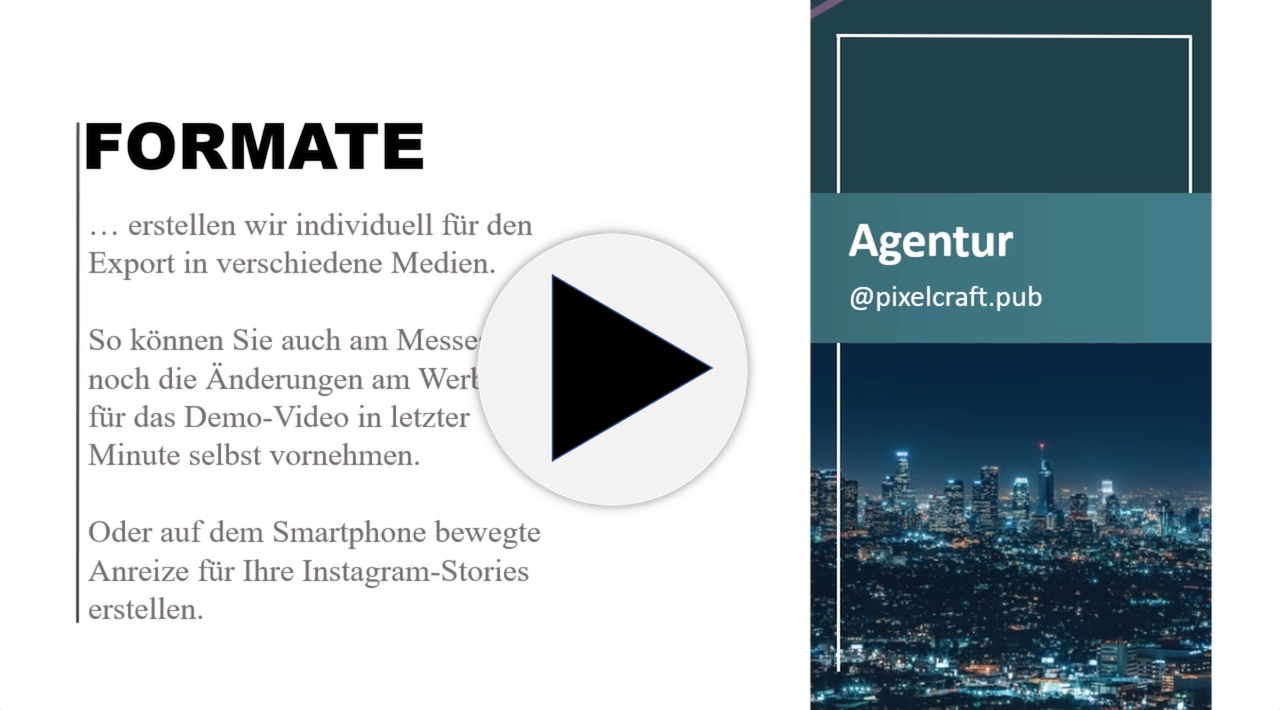 FORMATE
… erstellen wir individuell für den
Export in verschiedene Medien.
So können Sie auch am
noch die Änderungen am
für das Demo-Video in letzter
Minute selbst vornehmen.
Oder auf dem Smartphone bewegte
Anreize für Ihre Instagram-Stories
erstellen.
Agentur
@pixelcraft.pub